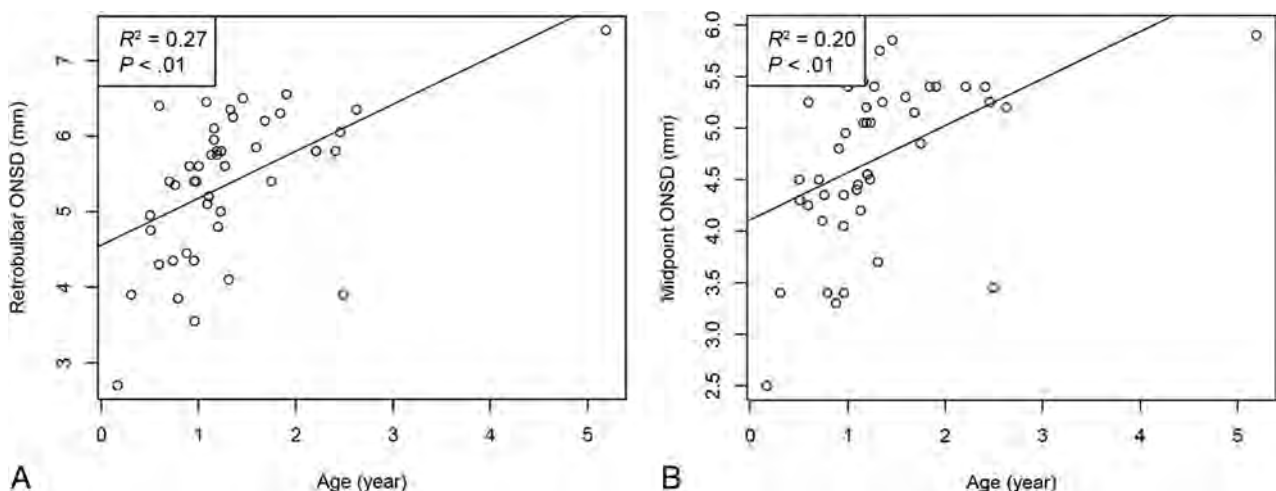 R² = 0.27
P < .01
Retrobulbar ONSD (mm)
7
6
5
4
3
0 1 2 3 4 5
Age (year)
A
R² = 0.20
P < .01
Midpoint ONSD (mm)
6.0
5.5
5.0
4.5
4.0
3.5
3.0
2.5
0 1 2 3 4 5
Age (year)
B